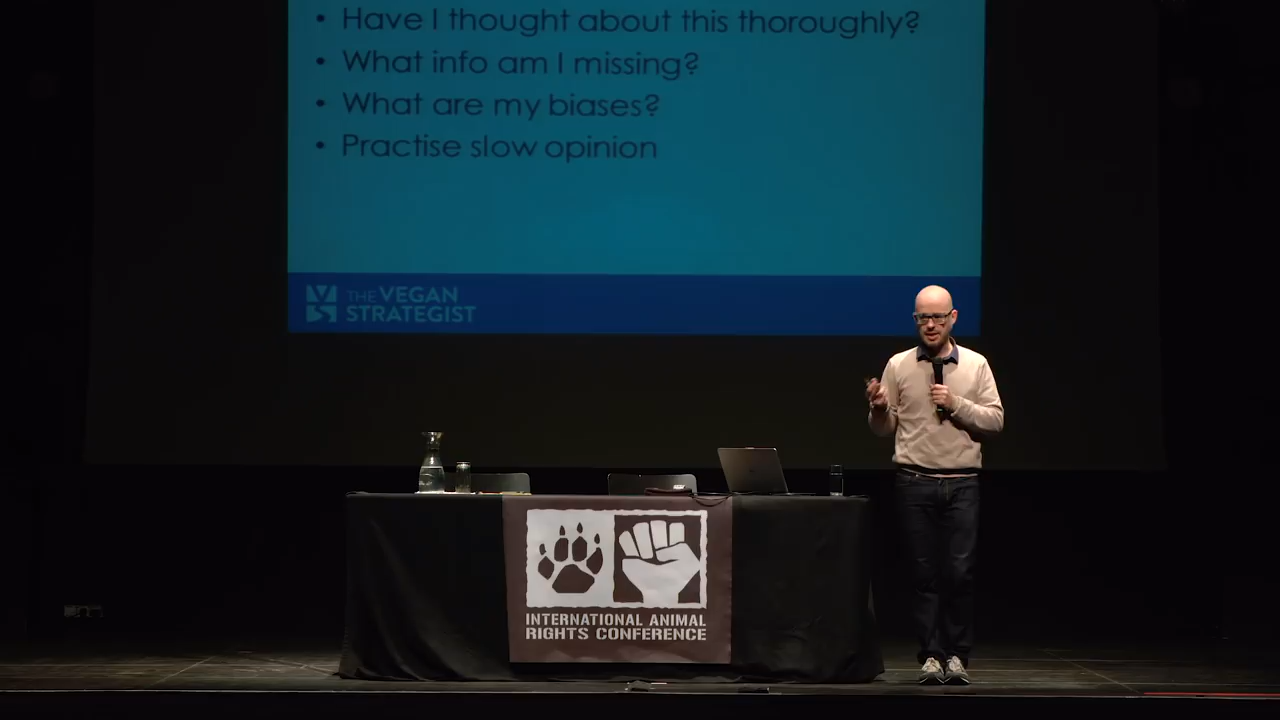 • Have I thought about this thoroughly?
• What info am I missing?
• What are my biases?
• Practise slow opinion
THE VEGAN
STRATEGIST
INTERNATIONAL ANIMAL
RIGHTS CONFERENCE